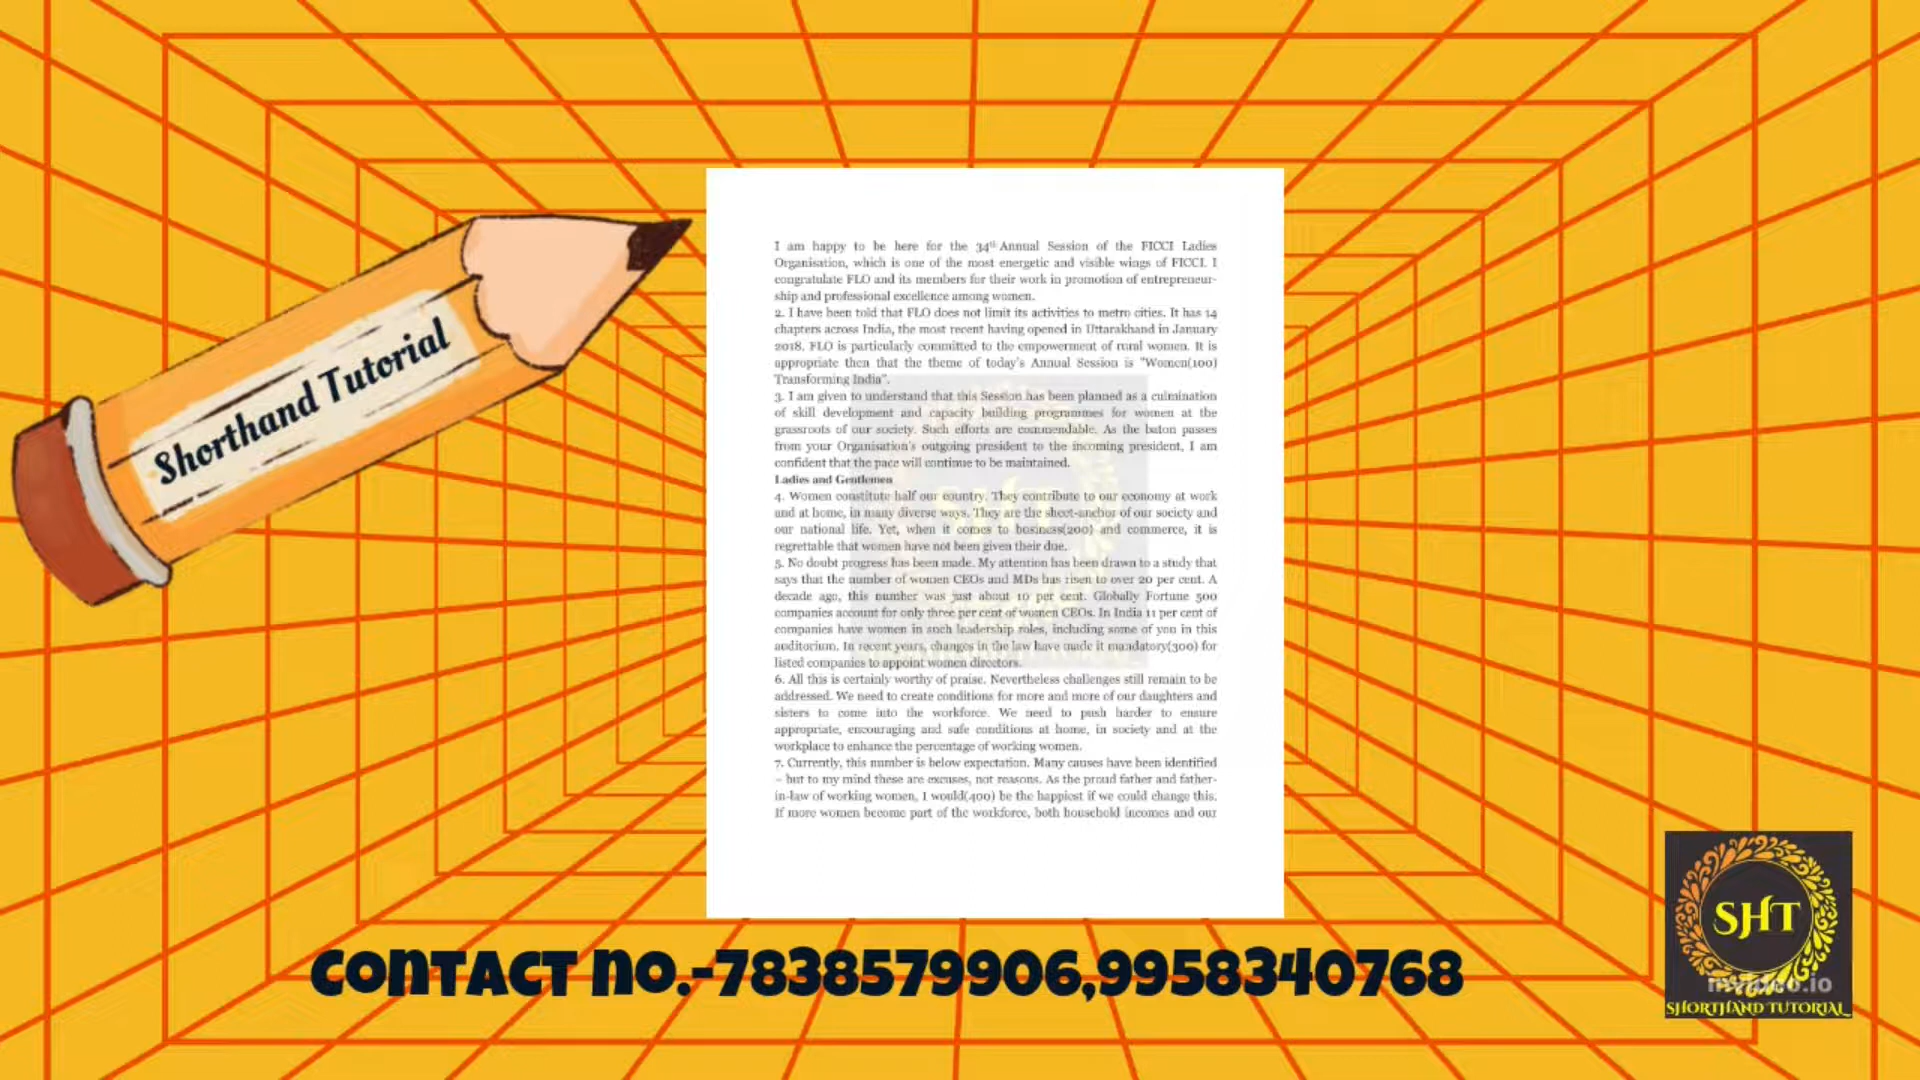 Shorthand Tutorial
I am happy to be here for the 34th Annual Session of the FICCI Ladies
Organisation, which is one of the most energetic and visible wings of FICCI. I
congratulate FLO and its members for their work in promotion of entrepreneur-
ship and professional excellence among women.
2. I have been told that FLO does not limit its activities to metro cities. It has 14
chapters across India, the most recent having opened in Uttarakhand in January
2018. FLO is particularly committed to the empowerment of rural women. It is
appropriate then that the theme of today's Annual Session is "Women(100)
Transforming India".
3. I am given to understand that this Session has been planned as a culmination
of skill development and capacity building programmes for women at the
grassroots of our society. Such efforts are commendable. As the baton passes
from your Organisation's outgoing president to the incoming president, I am
confident that the pace will continue to be maintained.
Ladies and Gentlemen
4. Women constitute half our country. They contribute to our economy at work
and at home, in many diverse ways. They are the sheet-anchor of our society and
our national life. Yet, when it comes to business(200) and commerce, it is
regrettable that women have not been given their due.
5. No doubt progress has been made. My attention has been drawn to a study that
says that the number of women CEOs and MDs has risen to over 20 per cent. A
decade ago, this number was just about 10 per cent. Globally Fortune 500
companies account for only three per cent of women CEOs. In India 11 per cent of
companies have women in such leadership roles, including some of you in this
auditorium. In recent years, changes in the law have made it mandatory(300) for
listed companies to appoint women directors.
6. All this is certainly worthy of praise. Nevertheless challenges still remain to be
addressed. We need to create conditions for more and more of our daughters and
sisters to come into the workforce. We need to push harder to ensure
appropriate, encouraging and safe conditions at home, in society and at the
workplace to enhance the percentage of working women.
7. Currently, this number is below expectation. Many causes have been identified
– but to my mind these are excuses, not reasons. As the proud father and father-
in-law of working women, I would(400) be the happiest if we could change this.
If more women become part of the workforce, both household incomes and our
Contact no.-7838579906,9958340768
SHT
SHORTHAND TUTORIAL